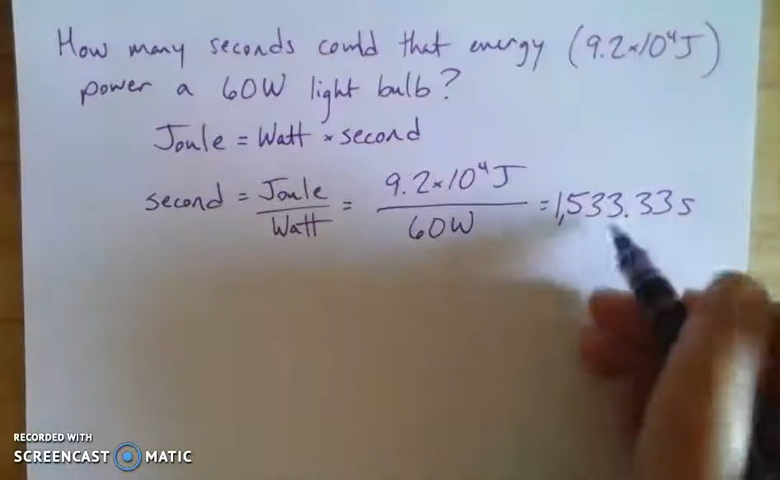 How many seconds could that energy (9.2×10⁴J)
power a 60W light bulb?
Joule = Watt × second
second = Joule/Watt = 9.2×10⁴J/60W = 1,533.33s
RECORDED WITH
SCREENCAST MATIC